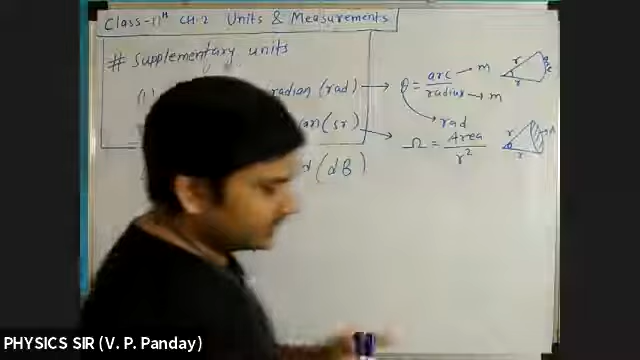 Class-11th CH-2 Units & Measurements
# Supplementary units
(1) radian (rad) → θ = arc → m
radius → m
rad
(sr) → Ω = Area
r²
(dB)
r
r
r
r
A
PHYSICS SIR (V. P. Panday)